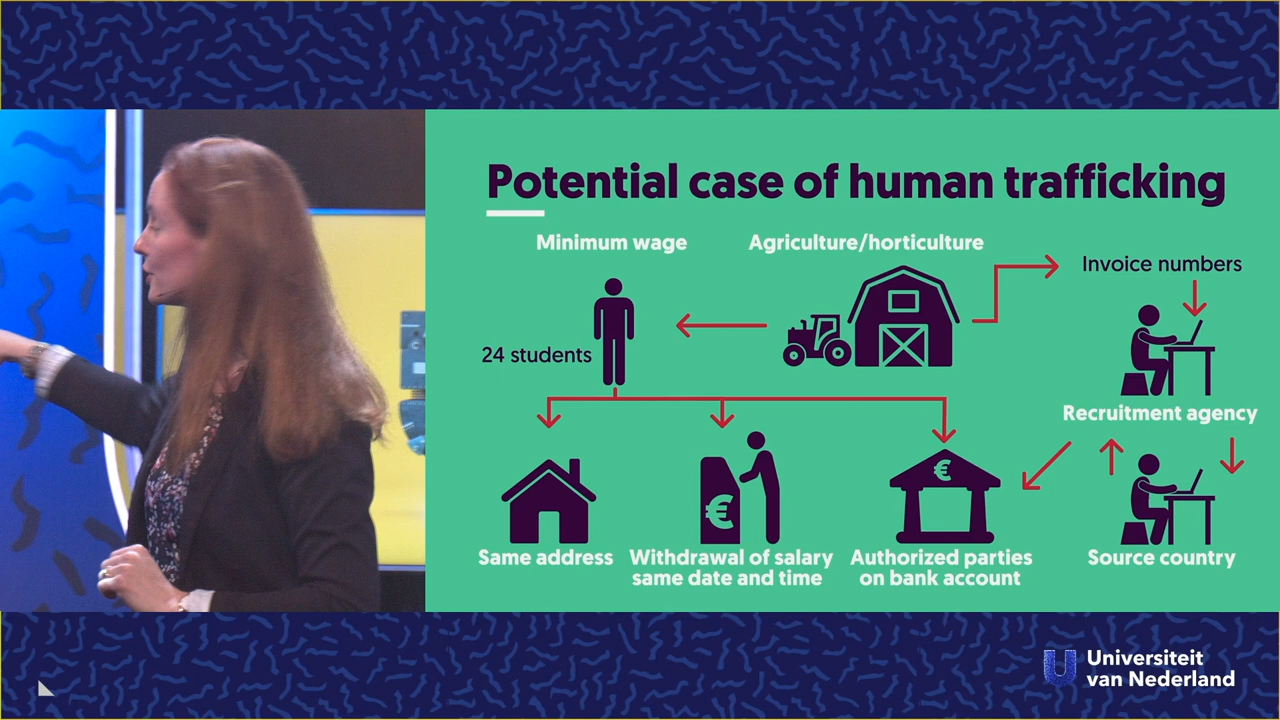 Potential case of human trafficking
Minimum wage
Agriculture/horticulture
Invoice numbers
24 students
Recruitment agency
€
€
Same address
Withdrawal of salary
same date and time
Authorized parties
on bank account
Source country
Universiteit
van Nederland